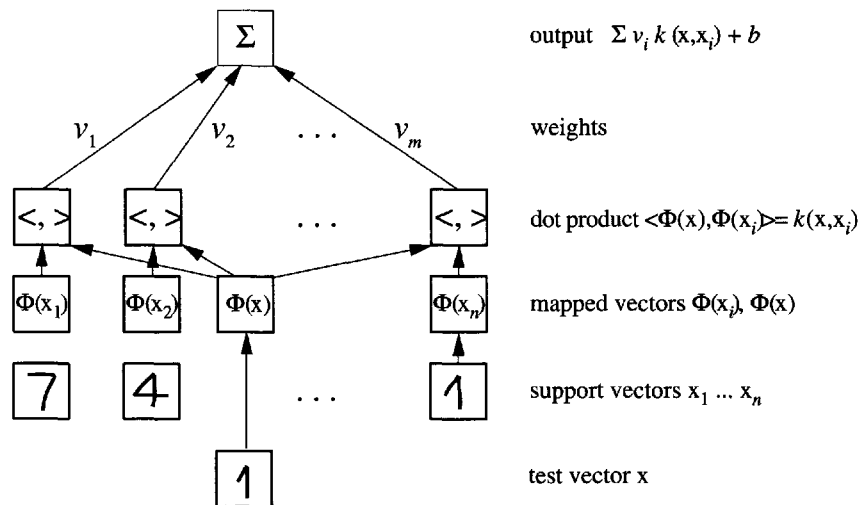 Σ output Σ v_i k (x,x_i) + b
v_1 v_2 . . . v_m weights
<, > <, > . . . <, > dot product <Φ(x),Φ(x_i)>= k(x,x_i)
Φ(x_1) Φ(x_2) Φ(x) Φ(x_n) mapped vectors Φ(x_i), Φ(x)
7 4 . . . 1 support vectors x_1 ... x_n
1 test vector x